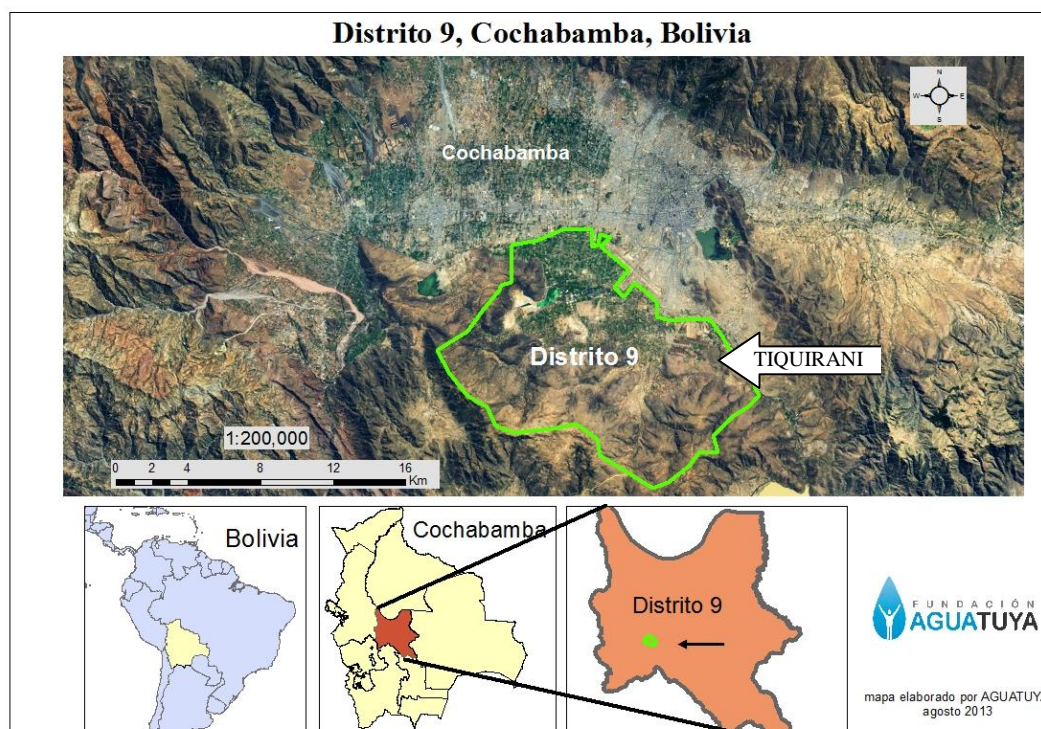 Distrito 9, Cochabamba, Bolivia
N
W E
S
Cochabamba
Distrito 9
TIQUIRANI
1:200,000
0 2 4 8 12 16
Km
Bolivia
Cochabamba
Distrito 9
FUNDACIÓN
AGUATUYA
mapa elaborado por AGUATUYA
agosto 2013